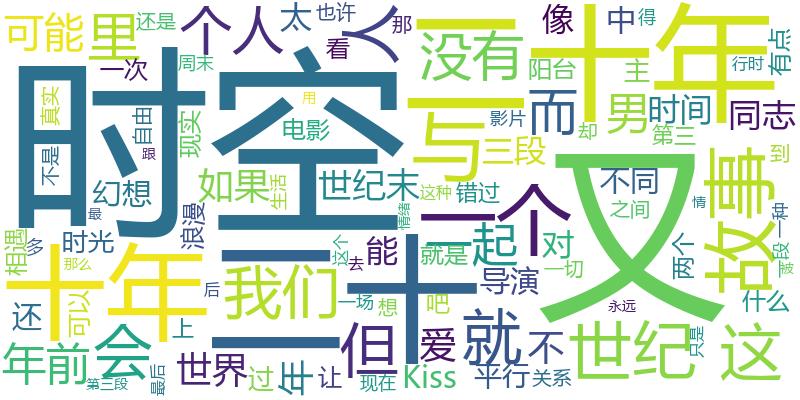 可能
里
还是
个人
太
也许
人
那
看
没有
像
中
得
十年
有点
行时
一次
周末
真实
不是
时空
用
电影
自由
现实
跟
幻想
最
多
浪漫
如果
世纪末
生活
与
影片
三段
阳台
而
男
主
时间
却
第三
同志
到
错过
这种
情绪
不同
之间
又
情
两个
故事
一种
段
被
相遇
时光
那么
可以
十年
后
我们
去
这个
能
一个
一起
就是
对
一切
导演
二十
一场
想
吧
但
爱
就
不
世纪
永远
只是
什么
这
还
年前
会
上
第三段
最后
世界
过
年
让
现在
Kiss
平行
关系